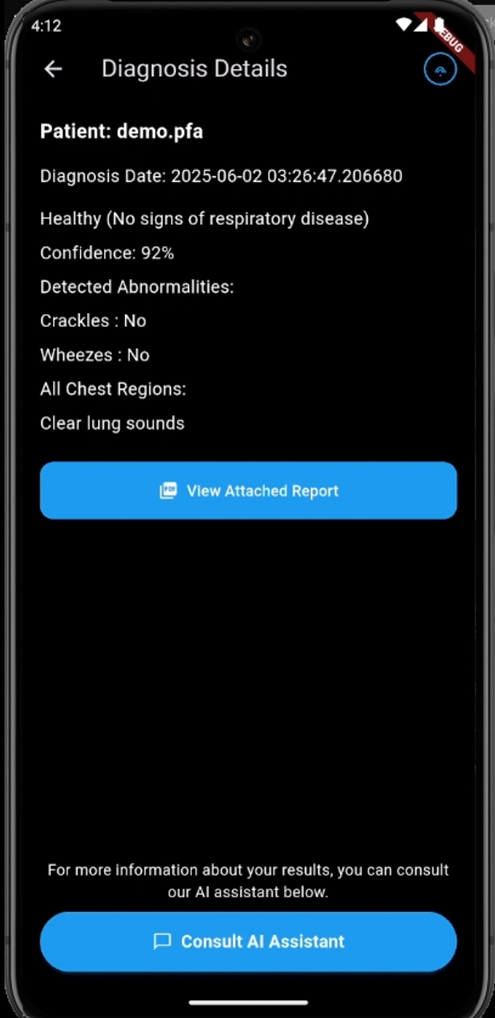 4:12
DEBUG
Diagnosis Details
Patient: demo.pfa
Diagnosis Date: 2025-06-02 03:26:47.206680
Healthy (No signs of respiratory disease)
Confidence: 92%
Detected Abnormalities:
Crackles : No
Wheezes : No
All Chest Regions:
Clear lung sounds
PDF View Attached Report
For more information about your results, you can consult
our AI assistant below.
Consult AI Assistant